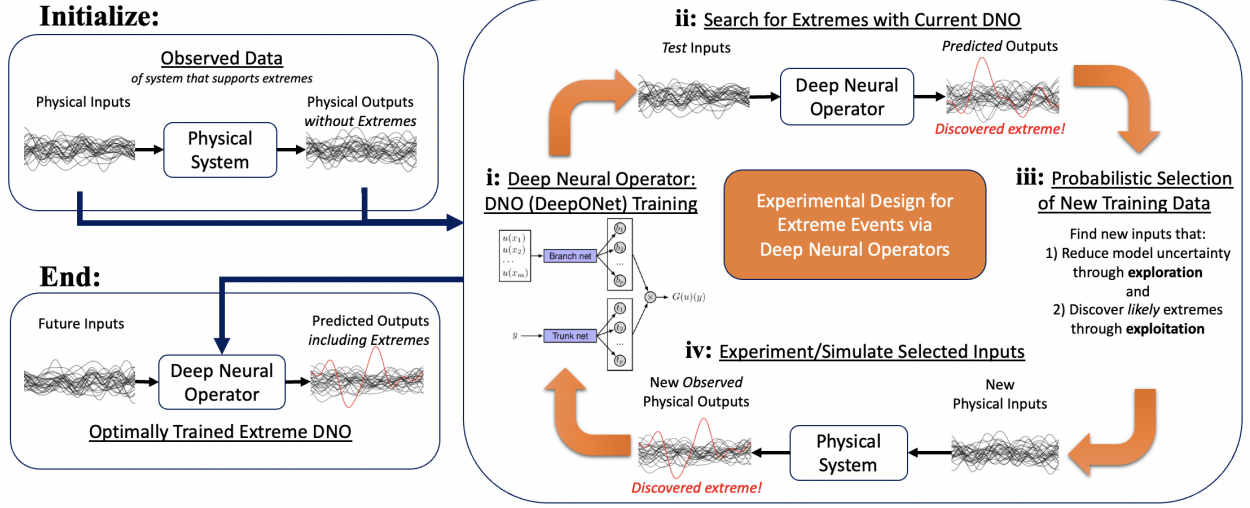 Initialize:
Observed Data
of system that supports extremes
Physical Inputs
Physical
System
Physical Outputs
without Extremes
End:
Future Inputs
Deep Neural
Operator
Predicted Outputs
including Extremes
Optimally Trained Extreme DNO
ii: Search for Extremes with Current DNO
Test Inputs
Deep Neural
Operator
Predicted Outputs
Discovered extreme!
i: Deep Neural Operator:
DNO (DeepONet) Training
u(x₁)
u(x₂)
...
u(xₘ)
Branch net
b₁
b₂
...
bₚ
y
Trunk net
t₁
t₂
...
×
G(u)(y)
Experimental Design for
Extreme Events via
Deep Neural Operators
iii: Probabilistic Selection
of New Training Data
Find new inputs that:
1) Reduce model uncertainty
through exploration
and
2) Discover likely extremes
through exploitation
iv: Experiment/Simulate Selected Inputs
New Observed
Physical Outputs
Discovered extreme!
Physical
System
New
Physical Inputs